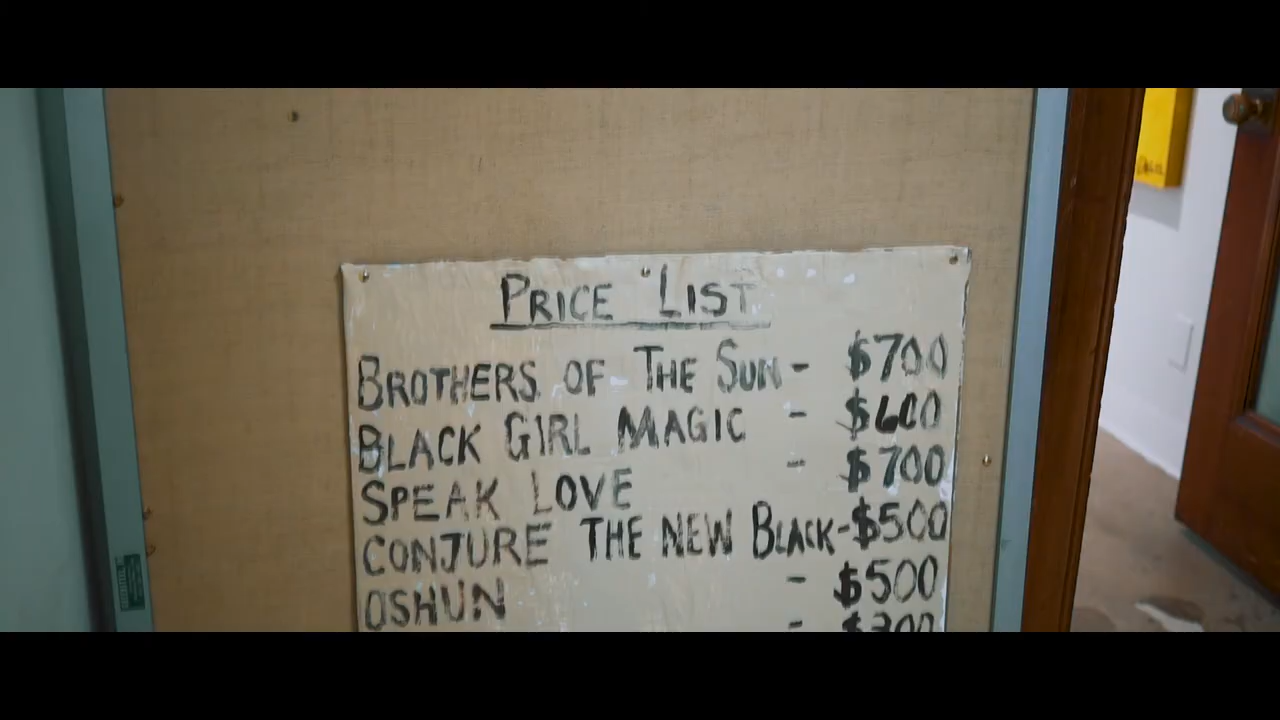 PRICE LIST
BROTHERS OF THE SUN - $700
BLACK GIRL MAGIC - $600
SPEAK LOVE - $700
CONJURE THE NEW BLACK - $500
OSHUN - $500
- $300